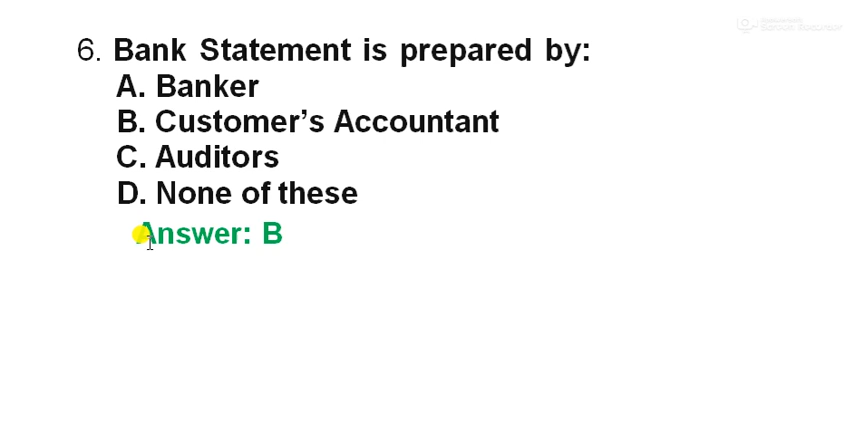 6. Bank Statement is prepared by:
A. Banker
B. Customer’s Accountant
C. Auditors
D. None of these
Answer: B